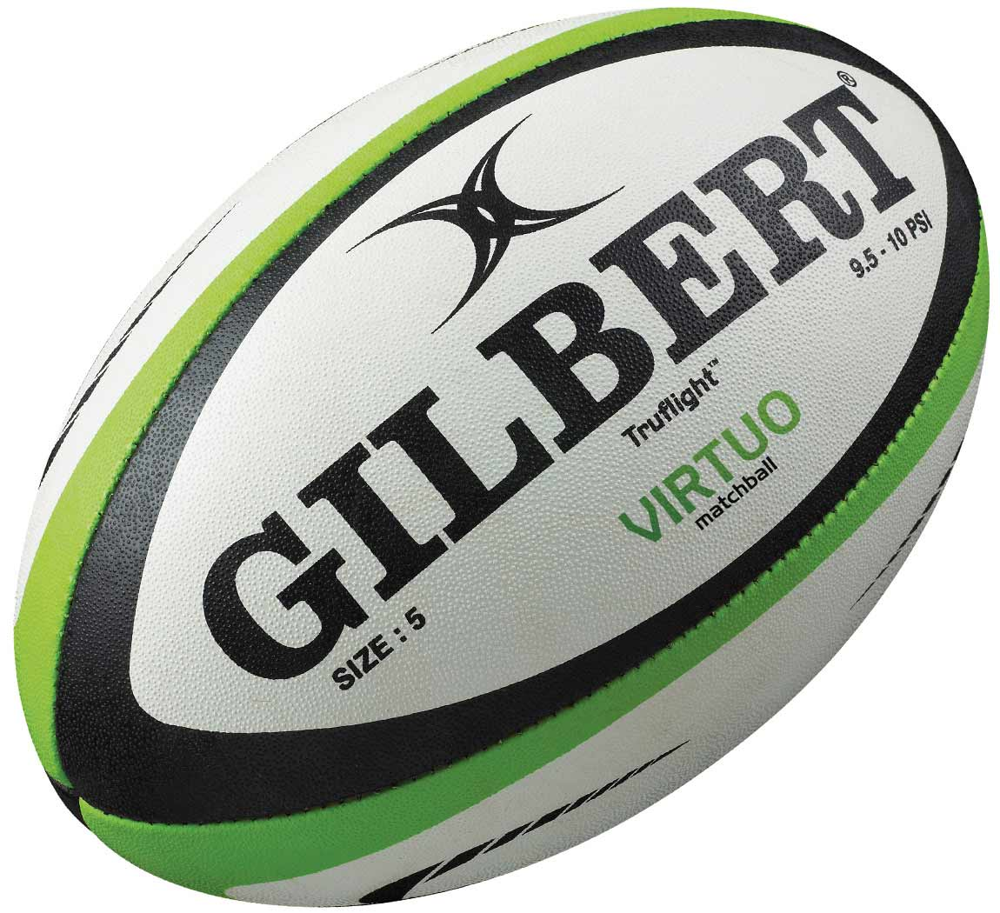 GILBERT®
9.5 - 10 PSI
Truflight™
VIRTUO
matchball
SIZE : 5